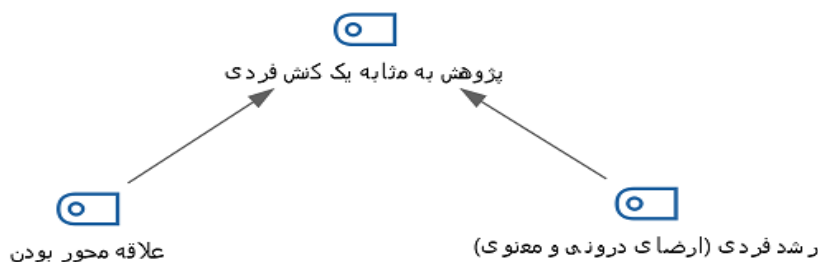 پژوهش به مثابه یک کنش فردی
رشد فردی (ارضای درونی و معنوی)
علاقه محور بودن